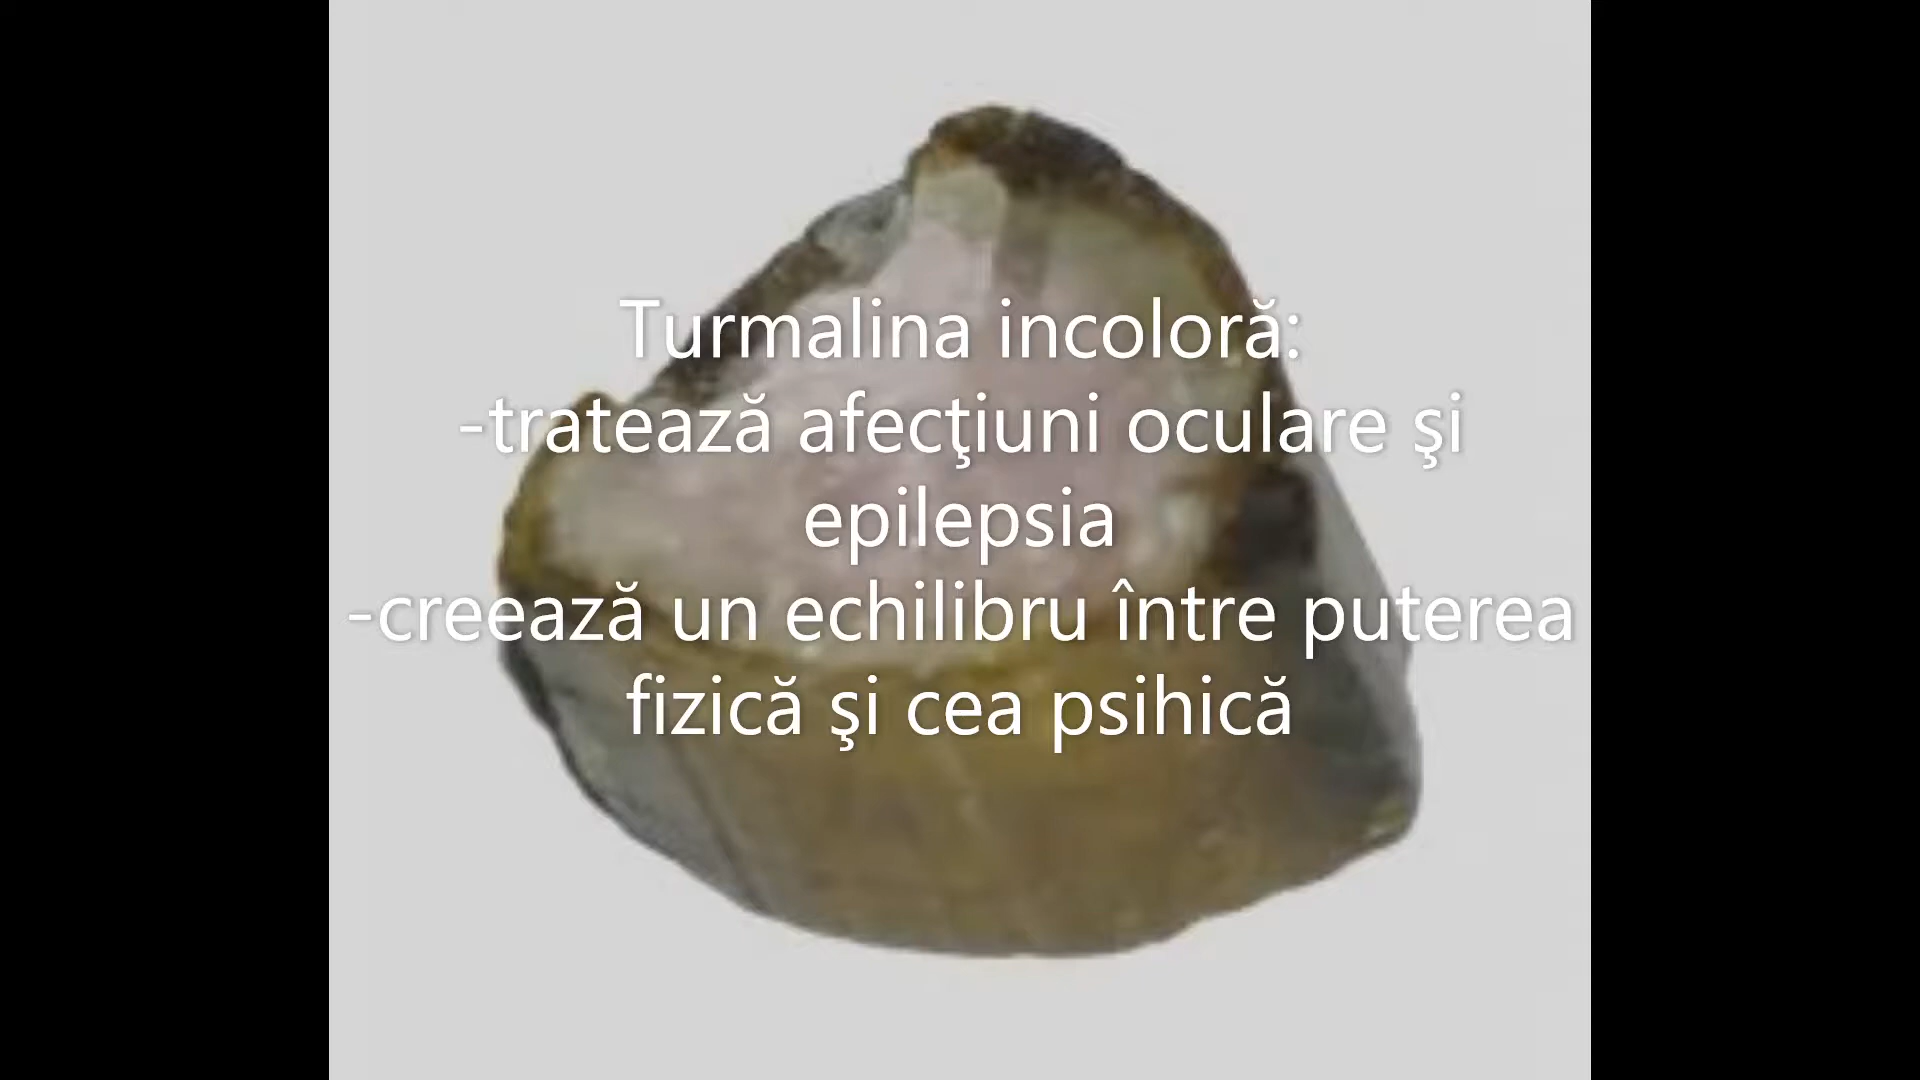 Turmalina incoloră:
-tratează afecţiuni oculare şi
epilepsia
-creează un echilibru între puterea
fizică şi cea psihică